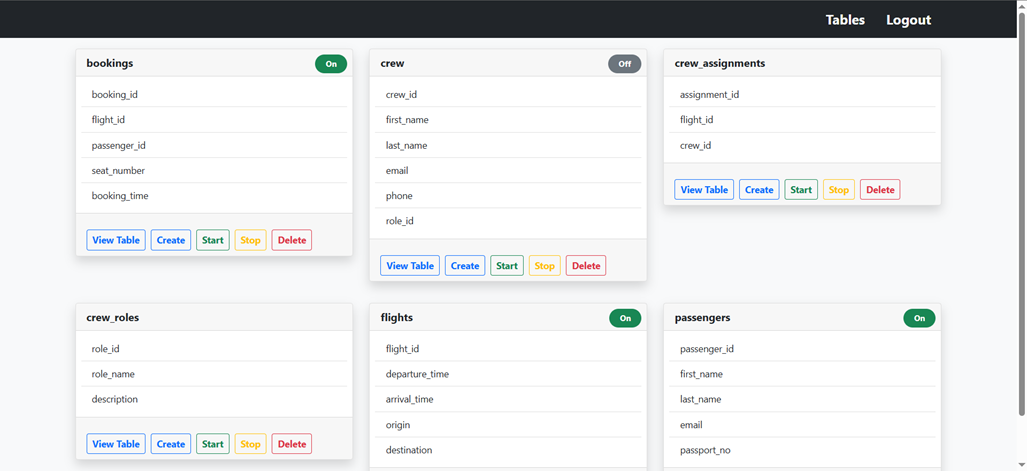 Tables Logout
bookings On
booking_id
flight_id
passenger_id
seat_number
booking_time
View Table Create Start Stop Delete
crew Off
crew_id
first_name
last_name
email
phone
role_id
View Table Create Start Stop Delete
crew_assignments
assignment_id
flight_id
crew_id
View Table Create Start Stop Delete
crew_roles
role_id
role_name
description
View Table Create Start Stop Delete
flights On
flight_id
departure_time
arrival_time
origin
destination
passengers On
passenger_id
first_name
last_name
email
passport_no